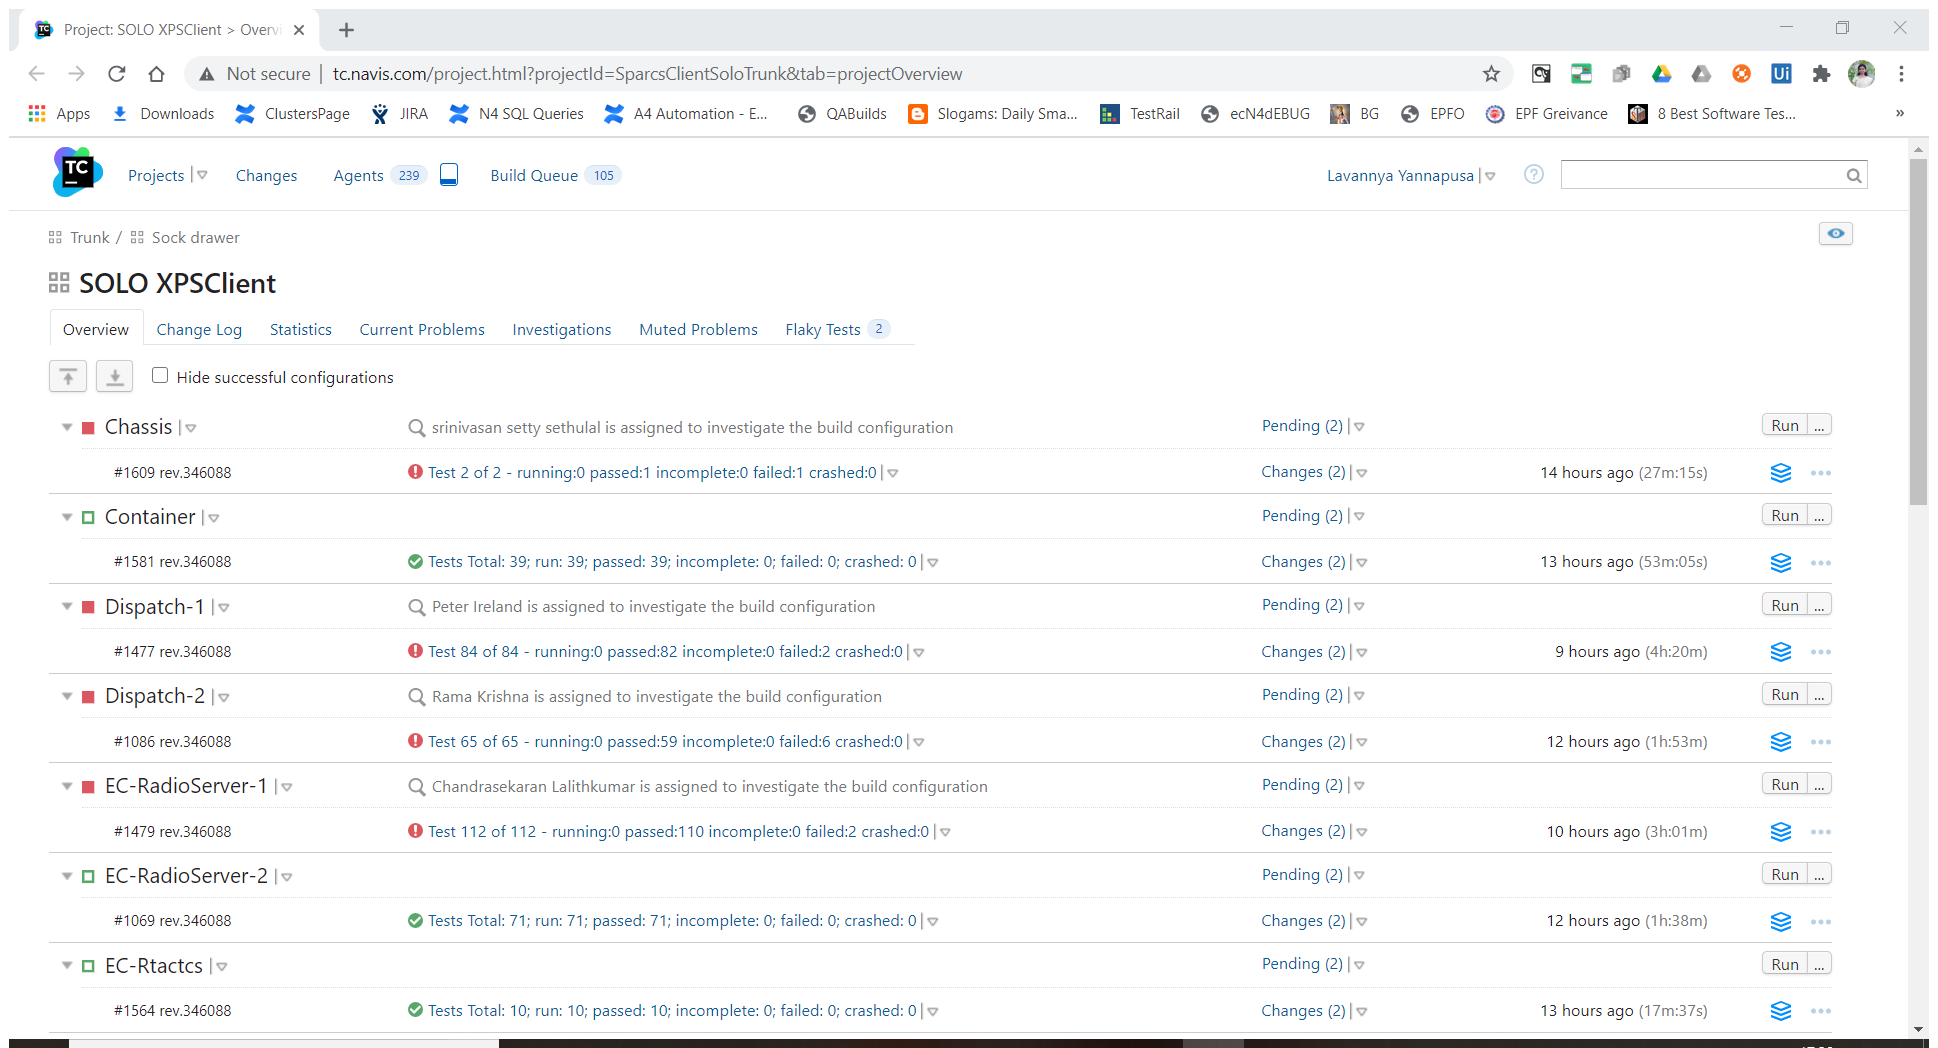 Project: SOLO XPSClient > Overvi
Not secure | tc.navis.com/project.html?projectId=SparcsClientSoloTrunk&tab=projectOverview
Apps Downloads ClustersPage JIRA N4 SQL Queries A4 Automation - E... QABuilds Slogams: Daily Sma... TestRail ecN4dEBUG BG EPFO EPF Greivance 8 Best Software Tes... »
TC Projects Changes Agents 239 Build Queue 105 Lavannya Yannapusa ?
Trunk / Sock drawer
SOLO XPSClient
Overview Change Log Statistics Current Problems Investigations Muted Problems Flaky Tests 2
Hide successful configurations
Chassis srinivasan setty sethulal is assigned to investigate the build configuration Pending (2) Run ...
#1609 rev.346088 Test 2 of 2 - running:0 passed:1 incomplete:0 failed:1 crashed:0 Changes (2) 14 hours ago (27m:15s)
Container Pending (2) Run ...
#1581 rev.346088 Tests Total: 39; run: 39; passed: 39; incomplete: 0; failed: 0; crashed: 0 Changes (2) 13 hours ago (53m:05s)
Dispatch-1 Peter Ireland is assigned to investigate the build configuration Pending (2) Run ...
#1477 rev.346088 Test 84 of 84 - running:0 passed:82 incomplete:0 failed:2 crashed:0 Changes (2) 9 hours ago (4h:20m)
Dispatch-2 Rama Krishna is assigned to investigate the build configuration Pending (2) Run ...
#1086 rev.346088 Test 65 of 65 - running:0 passed:59 incomplete:0 failed:6 crashed:0 Changes (2) 12 hours ago (1h:53m)
EC-RadioServer-1 Chandrasekaran Lalithkumar is assigned to investigate the build configuration Pending (2) Run ...
#1479 rev.346088 Test 112 of 112 - running:0 passed:110 incomplete:0 failed:2 crashed:0 Changes (2) 10 hours ago (3h:01m)
EC-RadioServer-2 Pending (2) Run ...
#1069 rev.346088 Tests Total: 71; run: 71; passed: 71; incomplete: 0; failed: 0; crashed: 0 Changes (2) 12 hours ago (1h:38m)
EC-Rtactcs Pending (2) Run ...
#1564 rev.346088 Tests Total: 10; run: 10; passed: 10; incomplete: 0; failed: 0; crashed: 0 Changes (2) 13 hours ago (17m:37s)